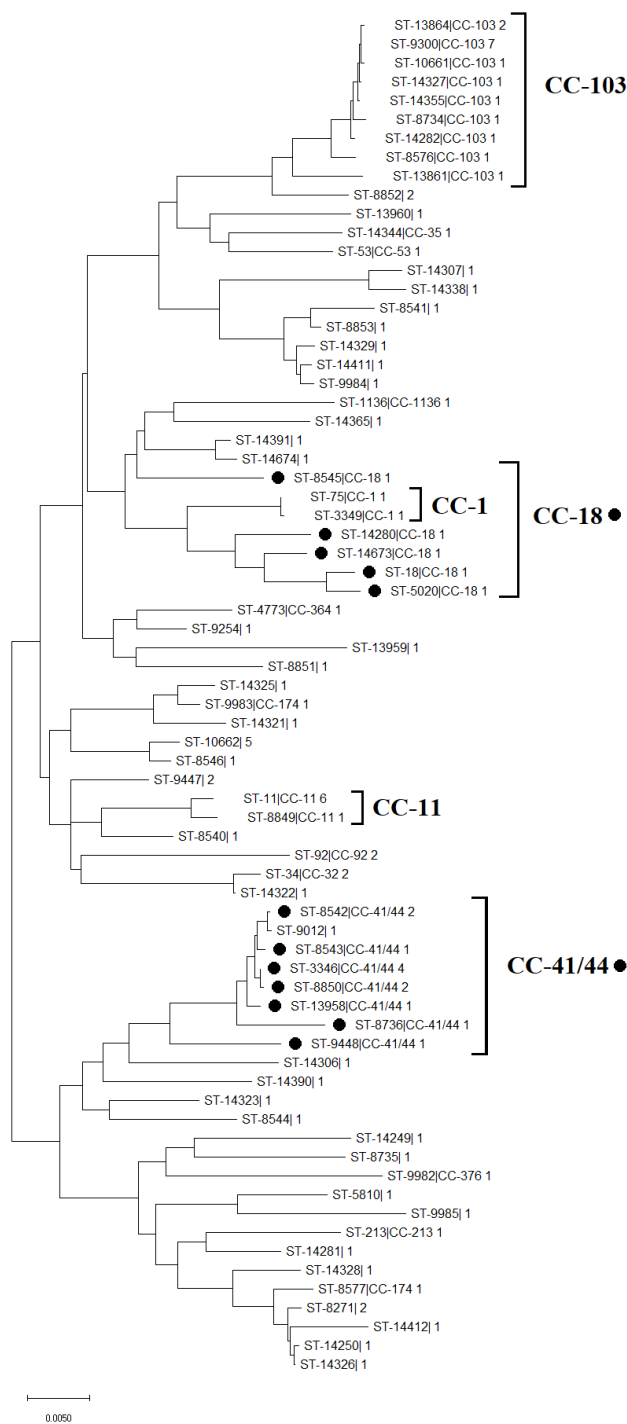 ST-13864|CC-103 2
ST-9300|CC-103 7
ST-10661|CC-103 1
ST-14327|CC-103 1
CC-103
ST-14355|CC-103 1
ST-8734|CC-103 1
ST-14282|CC-103 1
ST-8576|CC-103 1
ST-13861|CC-103 1
ST-8852| 2
ST-13960| 1
ST-14344|CC-35 1
ST-53|CC-53 1
ST-14307| 1
ST-14338| 1
ST-8541| 1
ST-8853| 1
ST-14329| 1
ST-14411| 1
ST-9984| 1
ST-1136|CC-1136 1
ST-14365| 1
ST-14391| 1
ST-14674| 1
ST-8545|CC-18 1
ST-75|CC-1 1
CC-1
ST-3349|CC-1 1
CC-18
ST-14280|CC-18 1
ST-14673|CC-18 1
ST-18|CC-18 1
ST-5020|CC-18 1
ST-4773|CC-364 1
ST-9254| 1
ST-13959| 1
ST-8851| 1
ST-14325| 1
ST-9983|CC-174 1
ST-14321| 1
ST-10662| 5
ST-8546| 1
ST-9447| 2
ST-11|CC-11 6
CC-11
ST-8849|CC-11 1
ST-8540| 1
ST-92|CC-92 2
ST-34|CC-32 2
ST-14322| 1
ST-8542|CC-41/44 2
ST-9012| 1
ST-8543|CC-41/44 1
ST-3346|CC-41/44 4
CC-41/44
ST-8850|CC-41/44 2
ST-13958|CC-41/44 1
ST-8736|CC-41/44 1
ST-9448|CC-41/44 1
ST-14306| 1
ST-14390| 1
ST-14323| 1
ST-8544| 1
ST-14249| 1
ST-8735| 1
ST-9982|CC-376 1
ST-5810| 1
ST-9985| 1
ST-213|CC-213 1
ST-14281| 1
ST-14328| 1
ST-8577|CC-174 1
ST-8271| 2
ST-14412| 1
ST-14250| 1
ST-14326| 1
0.0050